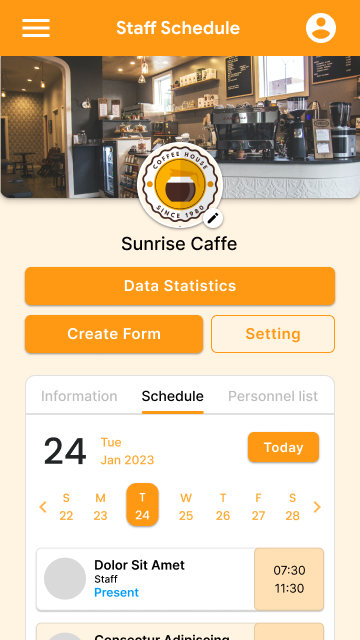 Staff Schedule
COFFEE HOUSE
SINCE 1980
Sunrise Caffe
Data Statistics
Create Form
Setting
Information
Schedule
Personnel list
24
Tue
Jan 2023
Today
S M T W T F S
22 23 24 25 26 27 28
Dolor Sit Amet
Staff
Present
07:30
11:30
Consectur Adipiscing